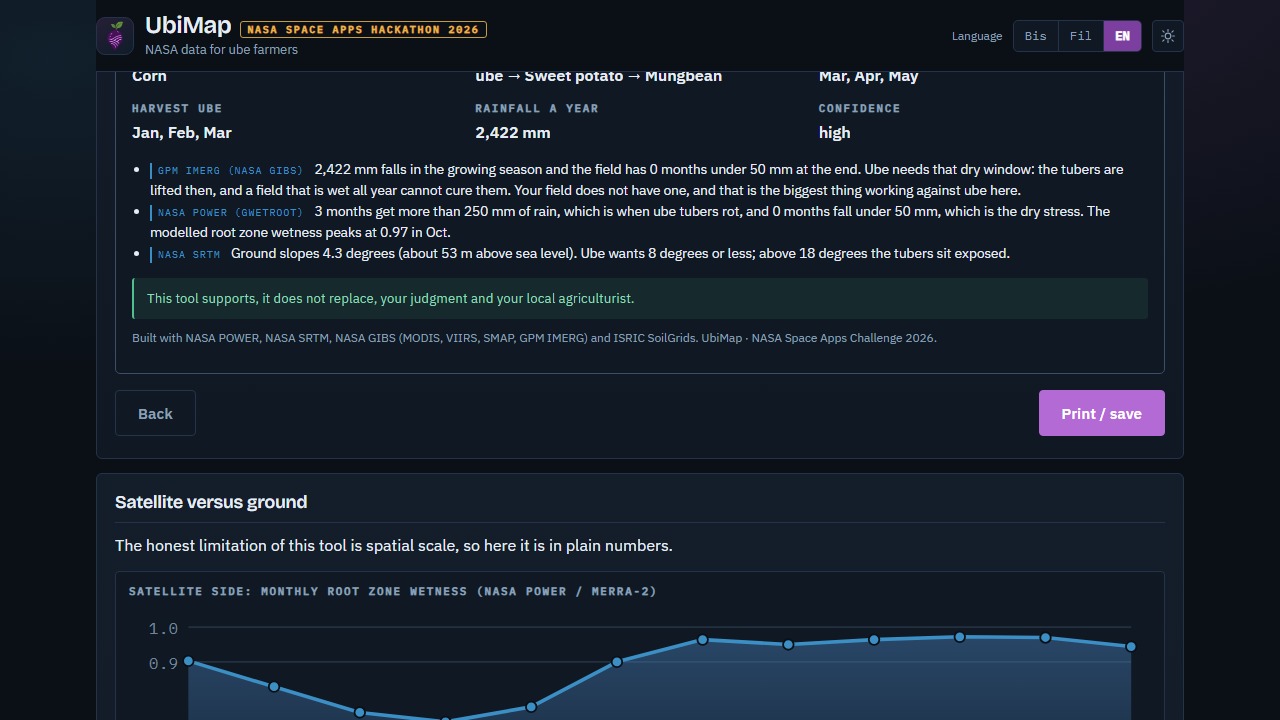 UbiMap NASA SPACE APPS HACKATHON 2026
NASA data for ube farmers
Language Bis Fil EN
Corn ube → Sweet potato → Mungbean Mar, Apr, May
HARVEST UBE RAINFALL A YEAR CONFIDENCE
Jan, Feb, Mar 2,422 mm high
GPM IMERG (NASA GIBS) 2,422 mm falls in the growing season and the field has 0 months under 50 mm at the end. Ube needs that dry window: the tubers are
lifted then, and a field that is wet all year cannot cure them. Your field does not have one, and that is the biggest thing working against ube here.
NASA POWER (GWETROOT) 3 months get more than 250 mm of rain, which is when ube tubers rot, and 0 months fall under 50 mm, which is the dry stress. The
modelled root zone wetness peaks at 0.97 in Oct.
NASA SRTM Ground slopes 4.3 degrees (about 53 m above sea level). Ube wants 8 degrees or less; above 18 degrees the tubers sit exposed.
This tool supports, it does not replace, your judgment and your local agriculturist.
Built with NASA POWER, NASA SRTM, NASA GIBS (MODIS, VIIRS, SMAP, GPM IMERG) and ISRIC SoilGrids. UbiMap · NASA Space Apps Challenge 2026.
Back Print / save
Satellite versus ground
The honest limitation of this tool is spatial scale, so here it is in plain numbers.
SATELLITE SIDE: MONTHLY ROOT ZONE WETNESS (NASA POWER / MERRA-2)
1.0
0.9